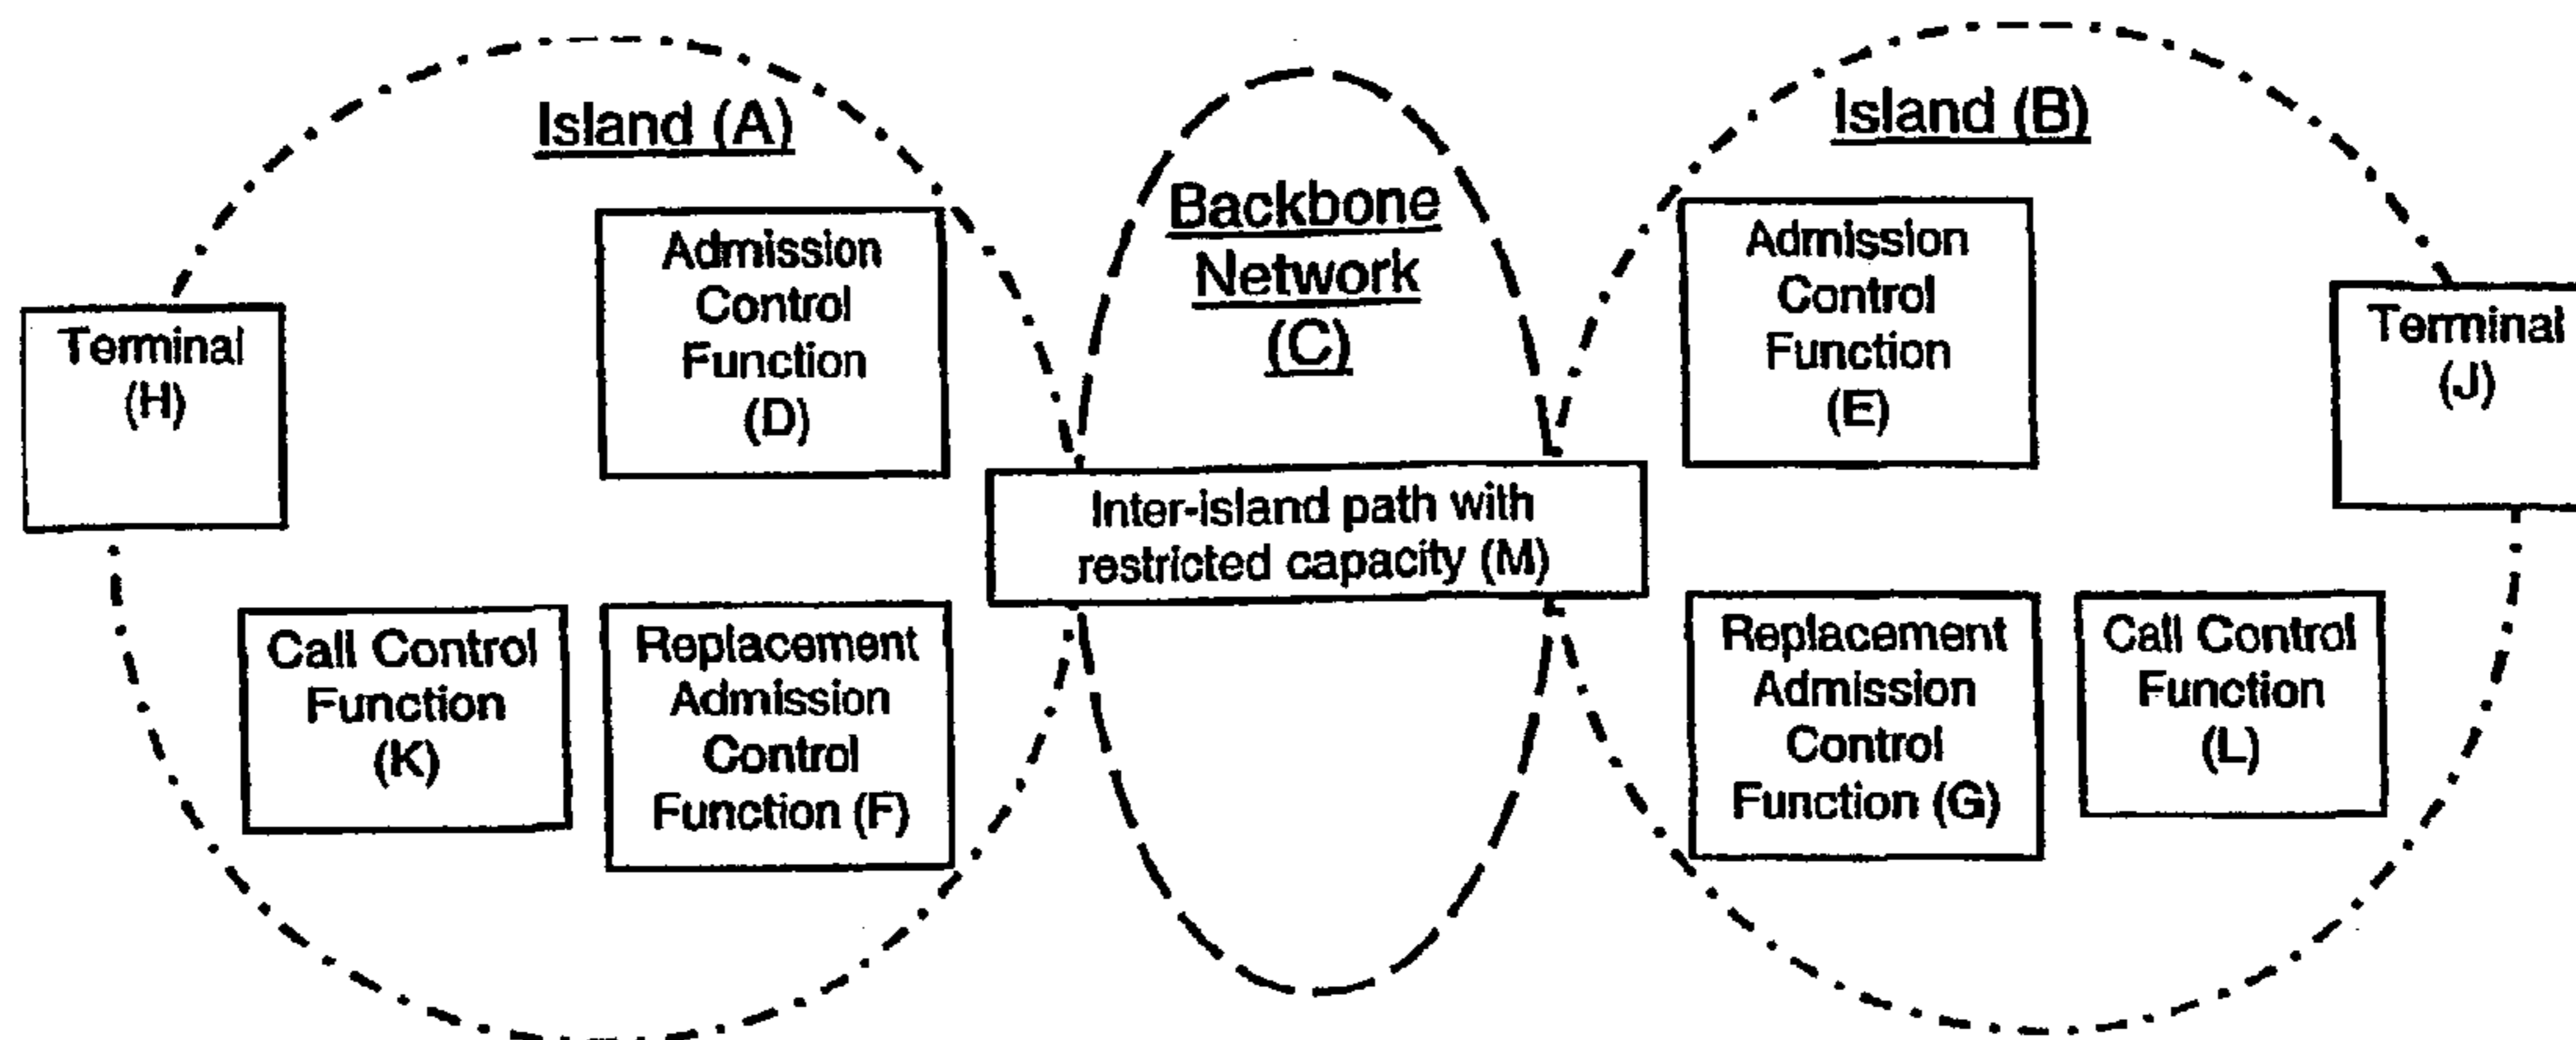 Island (A)
Island (B)
Backbone
Network
(C)
Terminal
(H)
Admission
Control
Function
(D)
Admission
Control
Function
(E)
Terminal
(J)
Inter-island path with
restricted capacity (M)
Call Control
Function
(K)
Replacement
Admission
Control
Function (F)
Replacement
Admission
Control
Function (G)
Call Control
Function
(L)